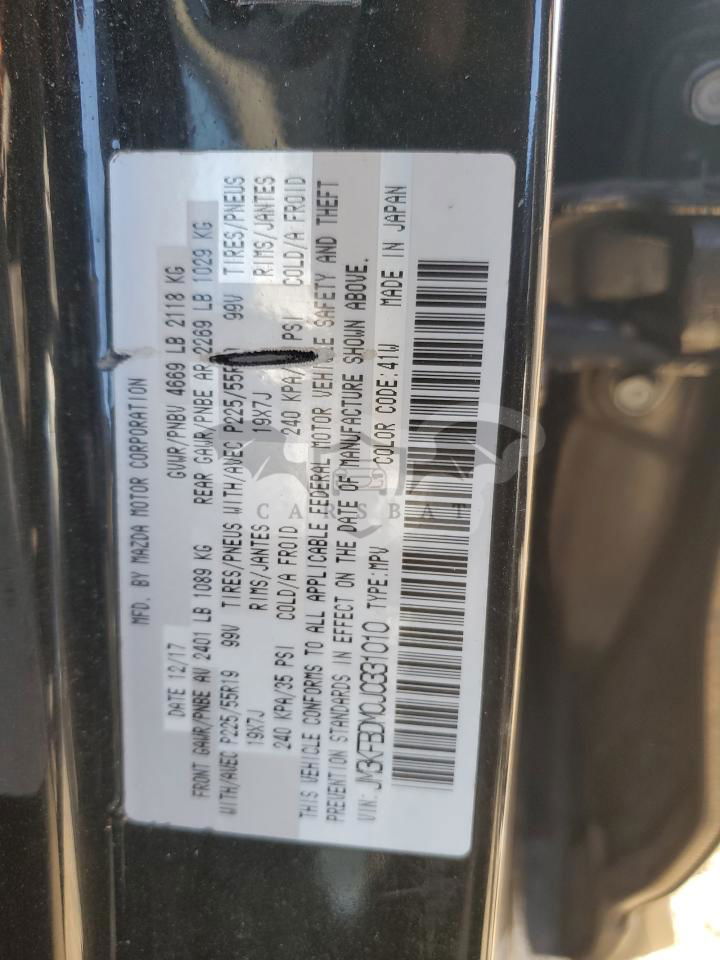 MFD. BY MAZDA MOTOR CORPORATION
DATE 12/17 GVWR/PNBV 4669 LB 2118 KG
FRONT GAWR/PNBE AV 2401 LB 1089 KG REAR GAWR/PNBE AR 2269 LB 1029 KG
WITH/AVEC P225/55R19 99V TIRES/PNEUS WITH/AVEC P225/55R19 99V TIRES/PNEUS
19X7J RIMS/JANTES 19X7J RIMS/JANTES
240 KPA/35 PSI COLD/A FROID 240 KPA/ PSI COLD/A FROID
THIS VEHICLE CONFORMS TO ALL APPLICABLE FEDERAL MOTOR VEHICLE SAFETY AND THEFT
PREVENTION STANDARDS IN EFFECT ON THE DATE OF MANUFACTURE SHOWN ABOVE.
VIN: JM3KFBDM0J0331010 TYPE:MPV COLOR CODE:41W MADE IN JAPAN
CARSBAT